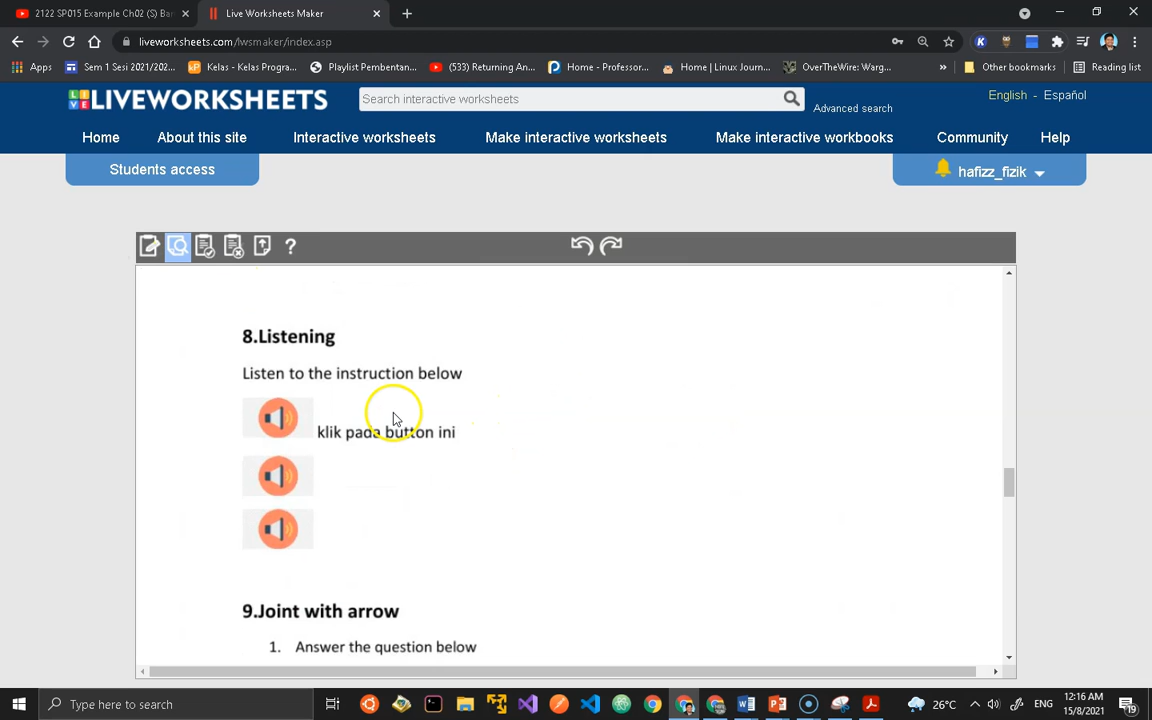 2122 SP015 Example Ch02 (S) Ba
Live Worksheets Maker
liveworksheets.com/lwsmaker/index.asp
Apps
Sem 1 Sesi 2021/202...
Kelas - Kelas Progra...
Playlist Pembentan...
(533) Returning An...
Home - Professor...
Home | Linux Journ...
OverTheWire: Warg...
»
Other bookmarks
Reading list
LIVEWORKSHEETS
Search interactive worksheets
Advanced search
English - Español
Home
About this site
Interactive worksheets
Make interactive worksheets
Make interactive workbooks
Community
Help
Students access
hafizz_fizik
8.Listening
Listen to the instruction below
klik pada button ini
9.Joint with arrow
1. Answer the question below
Type here to search
26°C
ENG
12:16 AM
15/8/2021
19